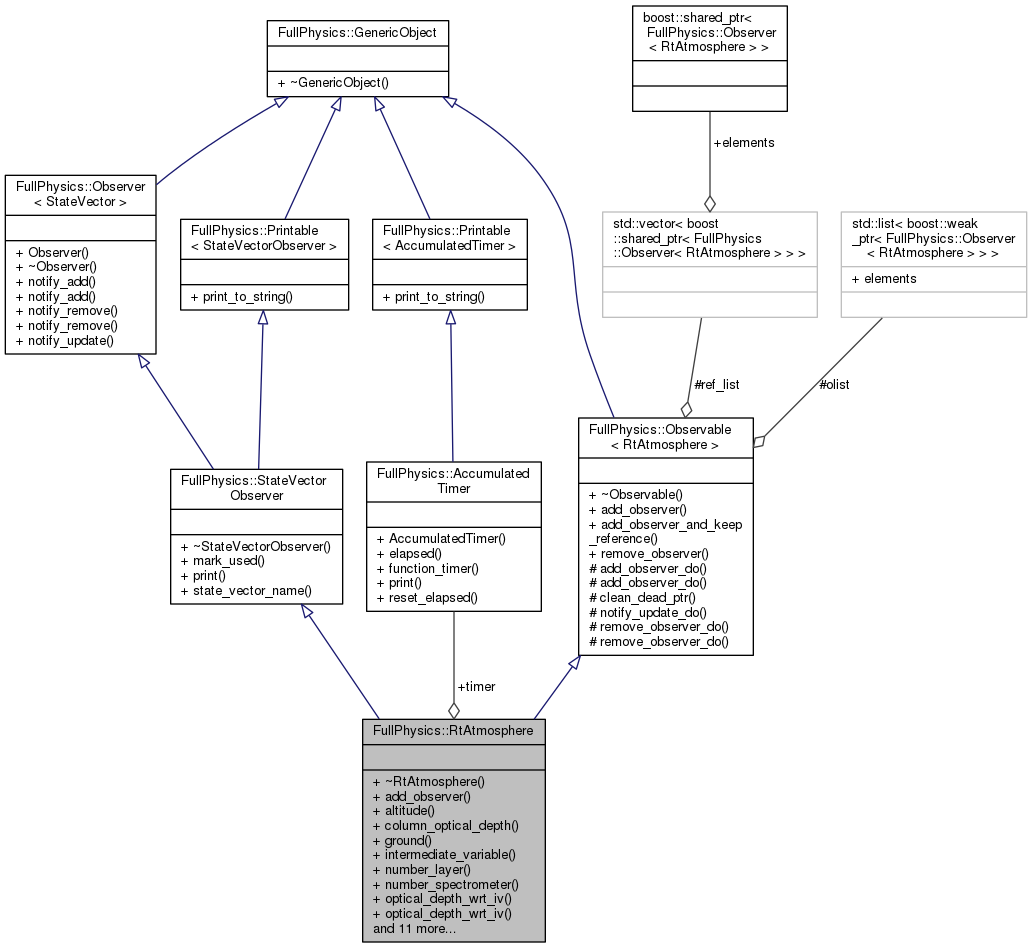 FullPhysics::GenericObject
+ ~GenericObject()
boost::shared_ptr<
FullPhysics::Observer
< RtAtmosphere > >
+elements
FullPhysics::Observer
< StateVector >
+ Observer()
+ ~Observer()
+ notify_add()
+ notify_add()
+ notify_remove()
+ notify_remove()
+ notify_update()
FullPhysics::Printable
< StateVectorObserver >
+ print_to_string()
FullPhysics::Printable
< AccumulatedTimer >
+ print_to_string()
std::vector< boost
::shared_ptr< FullPhysics
::Observer< RtAtmosphere > > >
std::list< boost::weak
_ptr< FullPhysics::Observer
< RtAtmosphere > > >
+ elements
#ref_list
#olist
FullPhysics::StateVector
Observer
+ ~StateVectorObserver()
+ mark_used()
+ print()
+ state_vector_name()
FullPhysics::Accumulated
Timer
+ AccumulatedTimer()
+ elapsed()
+ function_timer()
+ print()
+ reset_elapsed()
FullPhysics::Observable
< RtAtmosphere >
+ ~Observable()
+ add_observer()
+ add_observer_and_keep
_reference()
+ remove_observer()
# add_observer_do()
# add_observer_do()
# clean_dead_ptr()
# notify_update_do()
# remove_observer_do()
# remove_observer_do()
+timer
FullPhysics::RtAtmosphere
+ ~RtAtmosphere()
+ add_observer()
+ altitude()
+ column_optical_depth()
+ ground()
+ intermediate_variable()
+ number_layer()
+ number_spectrometer()
+ optical_depth_wrt_iv()
+ optical_depth_wrt_iv()
and 11 more...